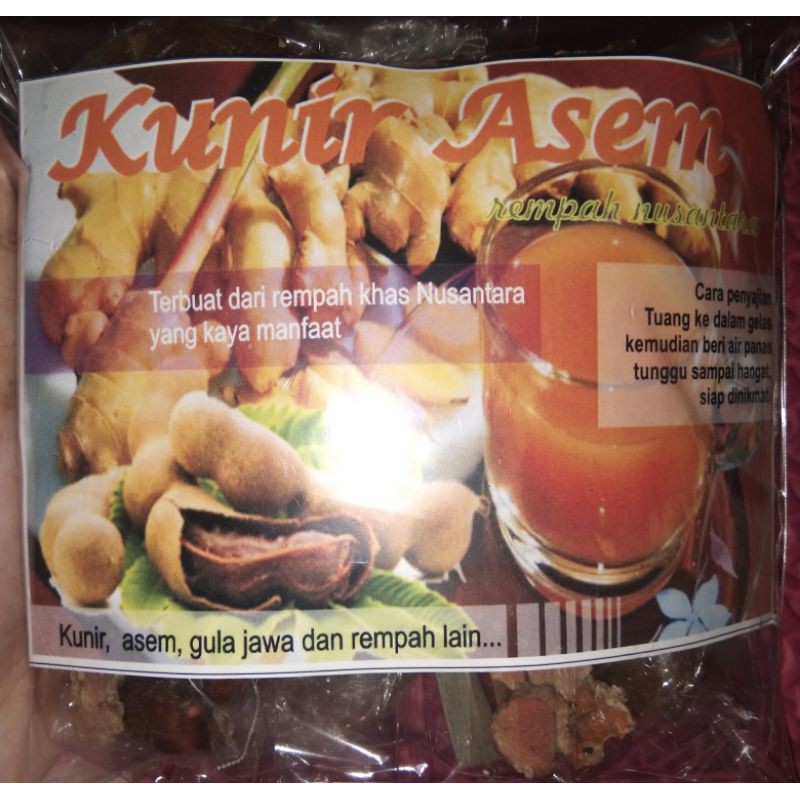 Kunir Asem
rempah nusantara
Terbuat dari rempah khas Nusantara
yang kaya manfaat
Cara penyajian
Tuang ke dalam gelas
kemudian beri air panas
tunggu sampai hangat,
siap dinikmati
Kunir, asem, gula jawa dan rempah lain...